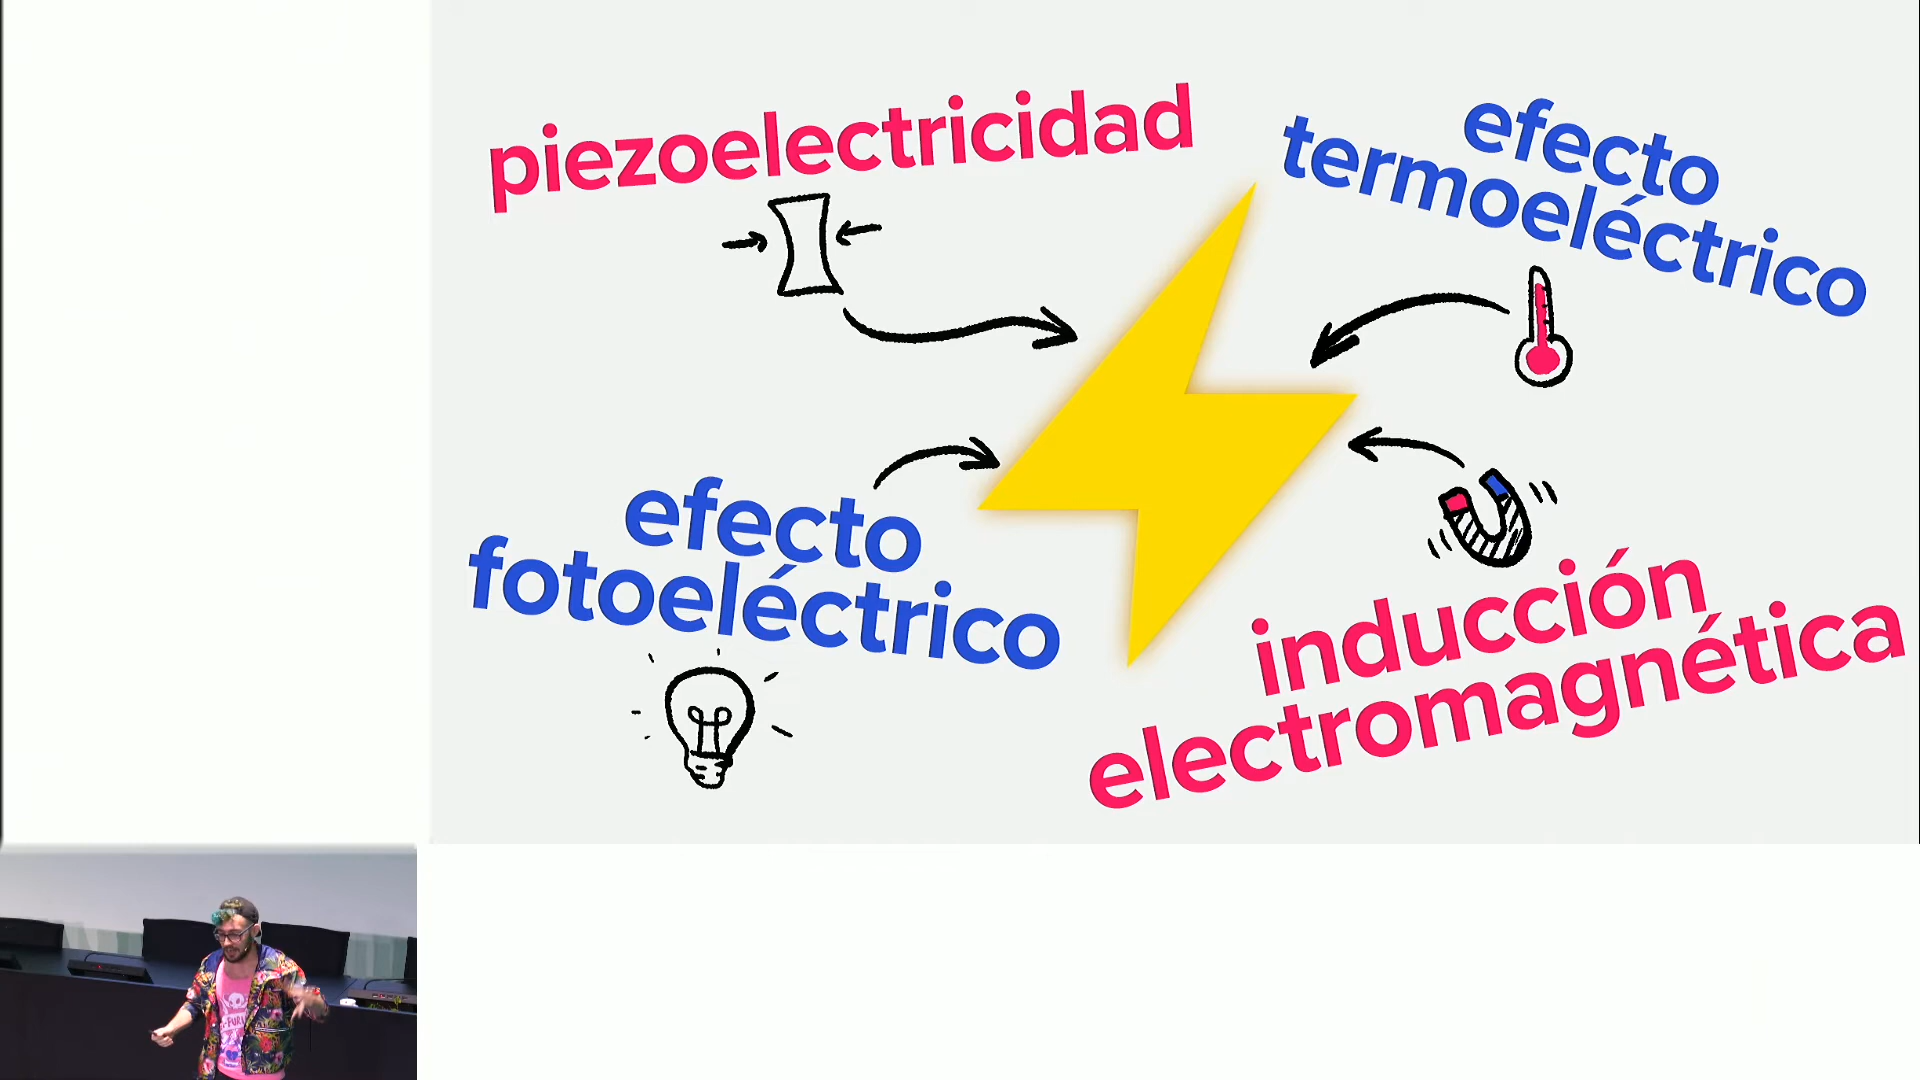 piezoelectricidad
efecto
termoeléctrico
efecto
fotoeléctrico
inducción
electromagnética